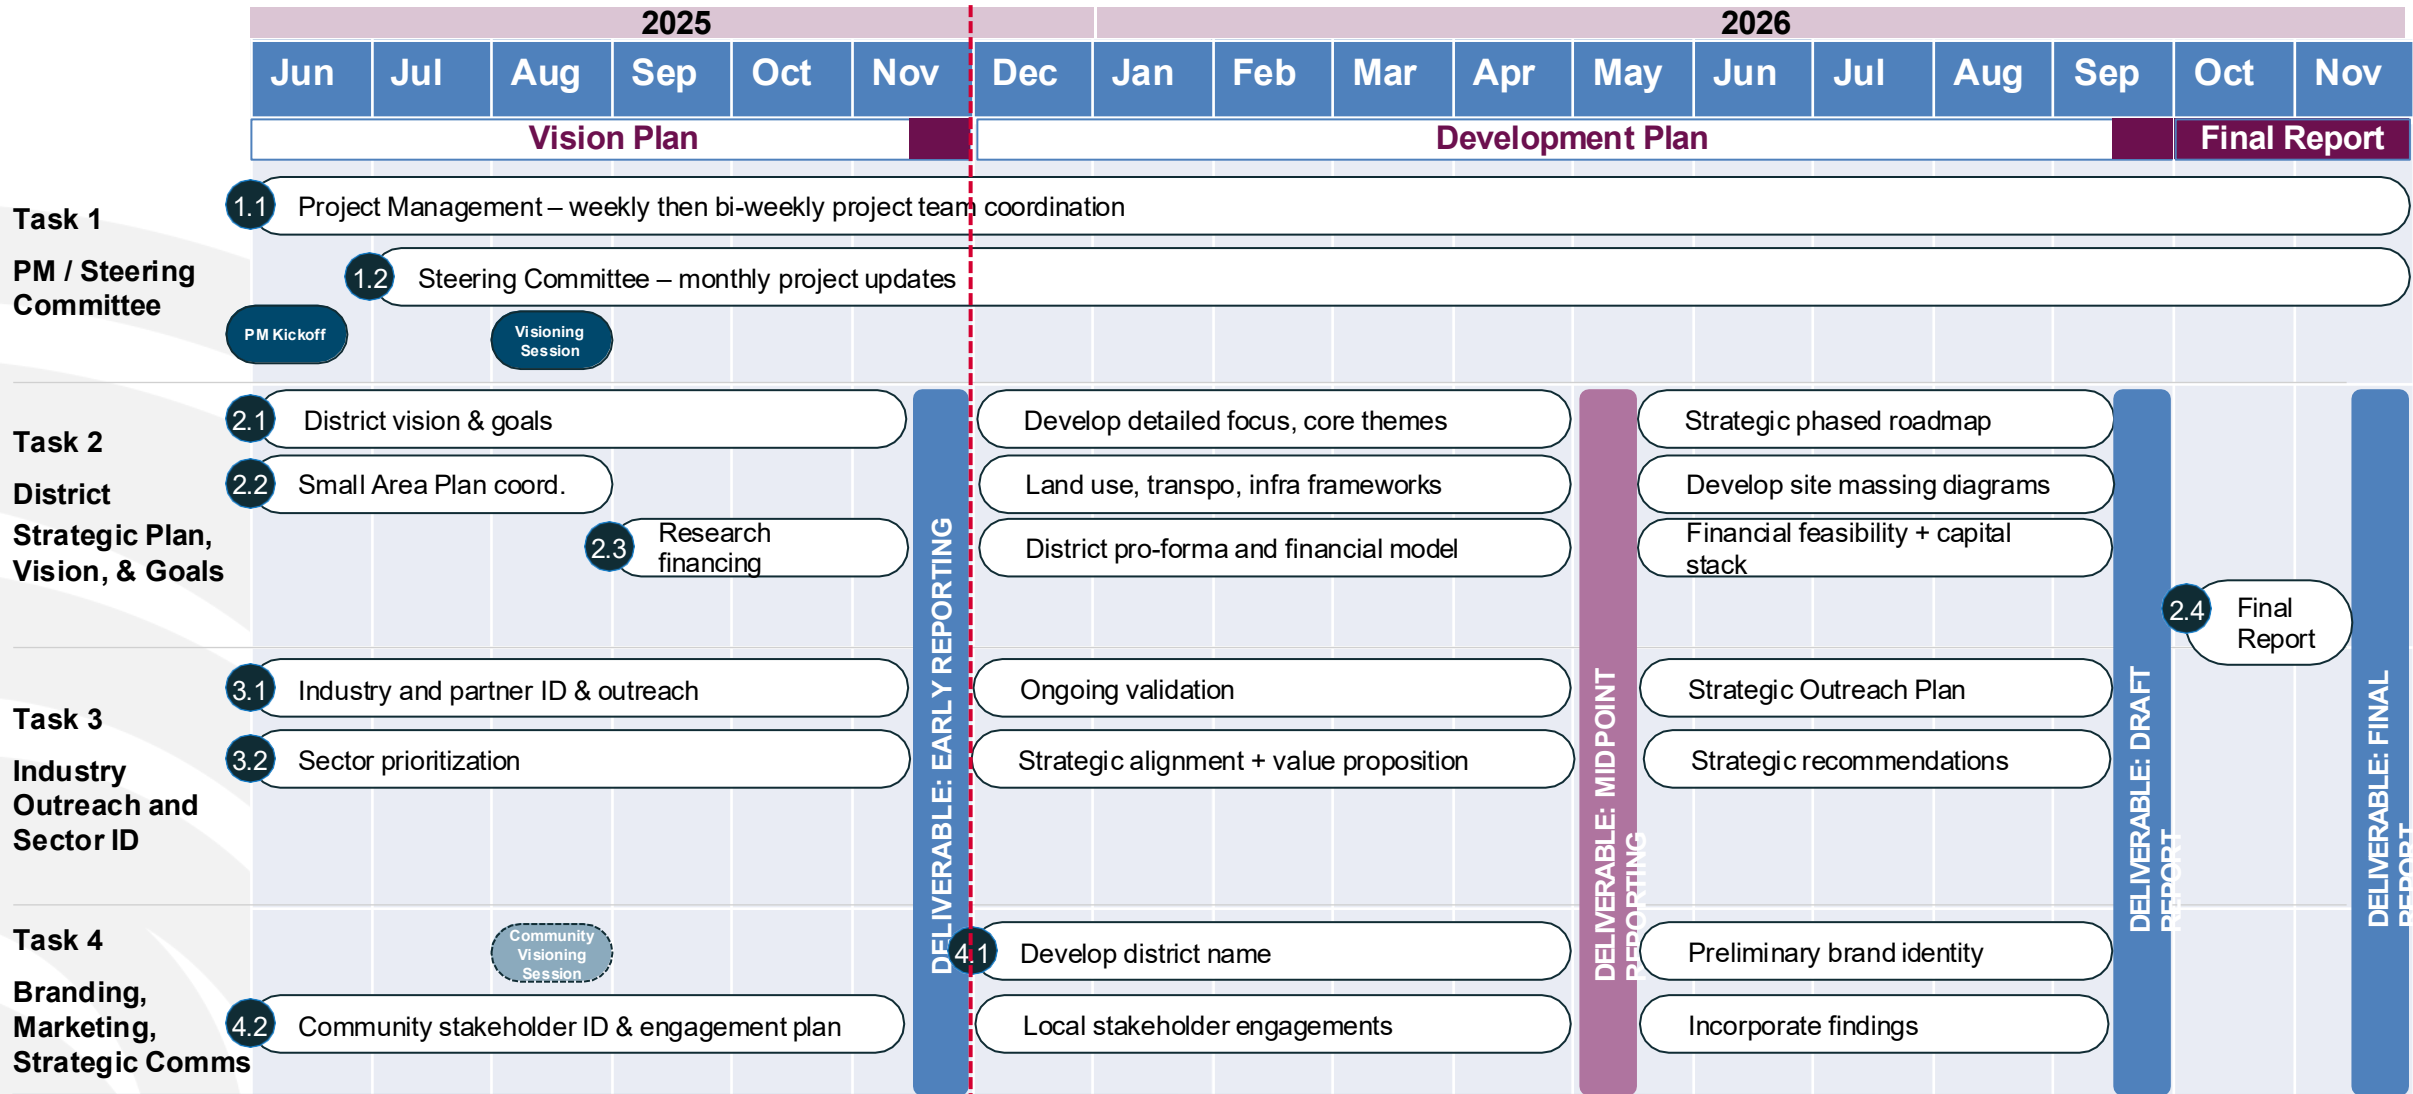 2025
2026
Jun
Jul
Aug
Sep
Oct
Nov
Dec
Jan
Feb
Mar
Apr
May
Jun
Jul
Aug
Sep
Oct
Nov
Vision Plan
Development Plan
Final Report
Task 1
PM / Steering
Committee
1.1
Project Management – weekly then bi-weekly project team coordination
1.2
Steering Committee – monthly project updates
PM Kickoff
Visioning
Session
Task 2
District
Strategic Plan,
Vision, & Goals
2.1
District vision & goals
Develop detailed focus, core themes
Strategic phased roadmap
2.2
Small Area Plan coord.
Land use, transpo, infra frameworks
Develop site massing diagrams
2.3
Research
financing
District pro-forma and financial model
Financial feasibility + capital
stack
2.4
Final
Report
DELIVERABLE: EARLY REPORTING
DELIVERABLE: MIDPOINT
REPORTING
DELIVERABLE: DRAFT
REPORT
DELIVERABLE: FINAL
REPORT
Task 3
Industry
Outreach and
Sector ID
3.1
Industry and partner ID & outreach
Ongoing validation
Strategic Outreach Plan
3.2
Sector prioritization
Strategic alignment + value proposition
Strategic recommendations
Task 4
Branding,
Marketing,
Strategic Comms
Community
Visioning
Session
4.1
Develop district name
Preliminary brand identity
4.2
Community stakeholder ID & engagement plan
Local stakeholder engagements
Incorporate findings